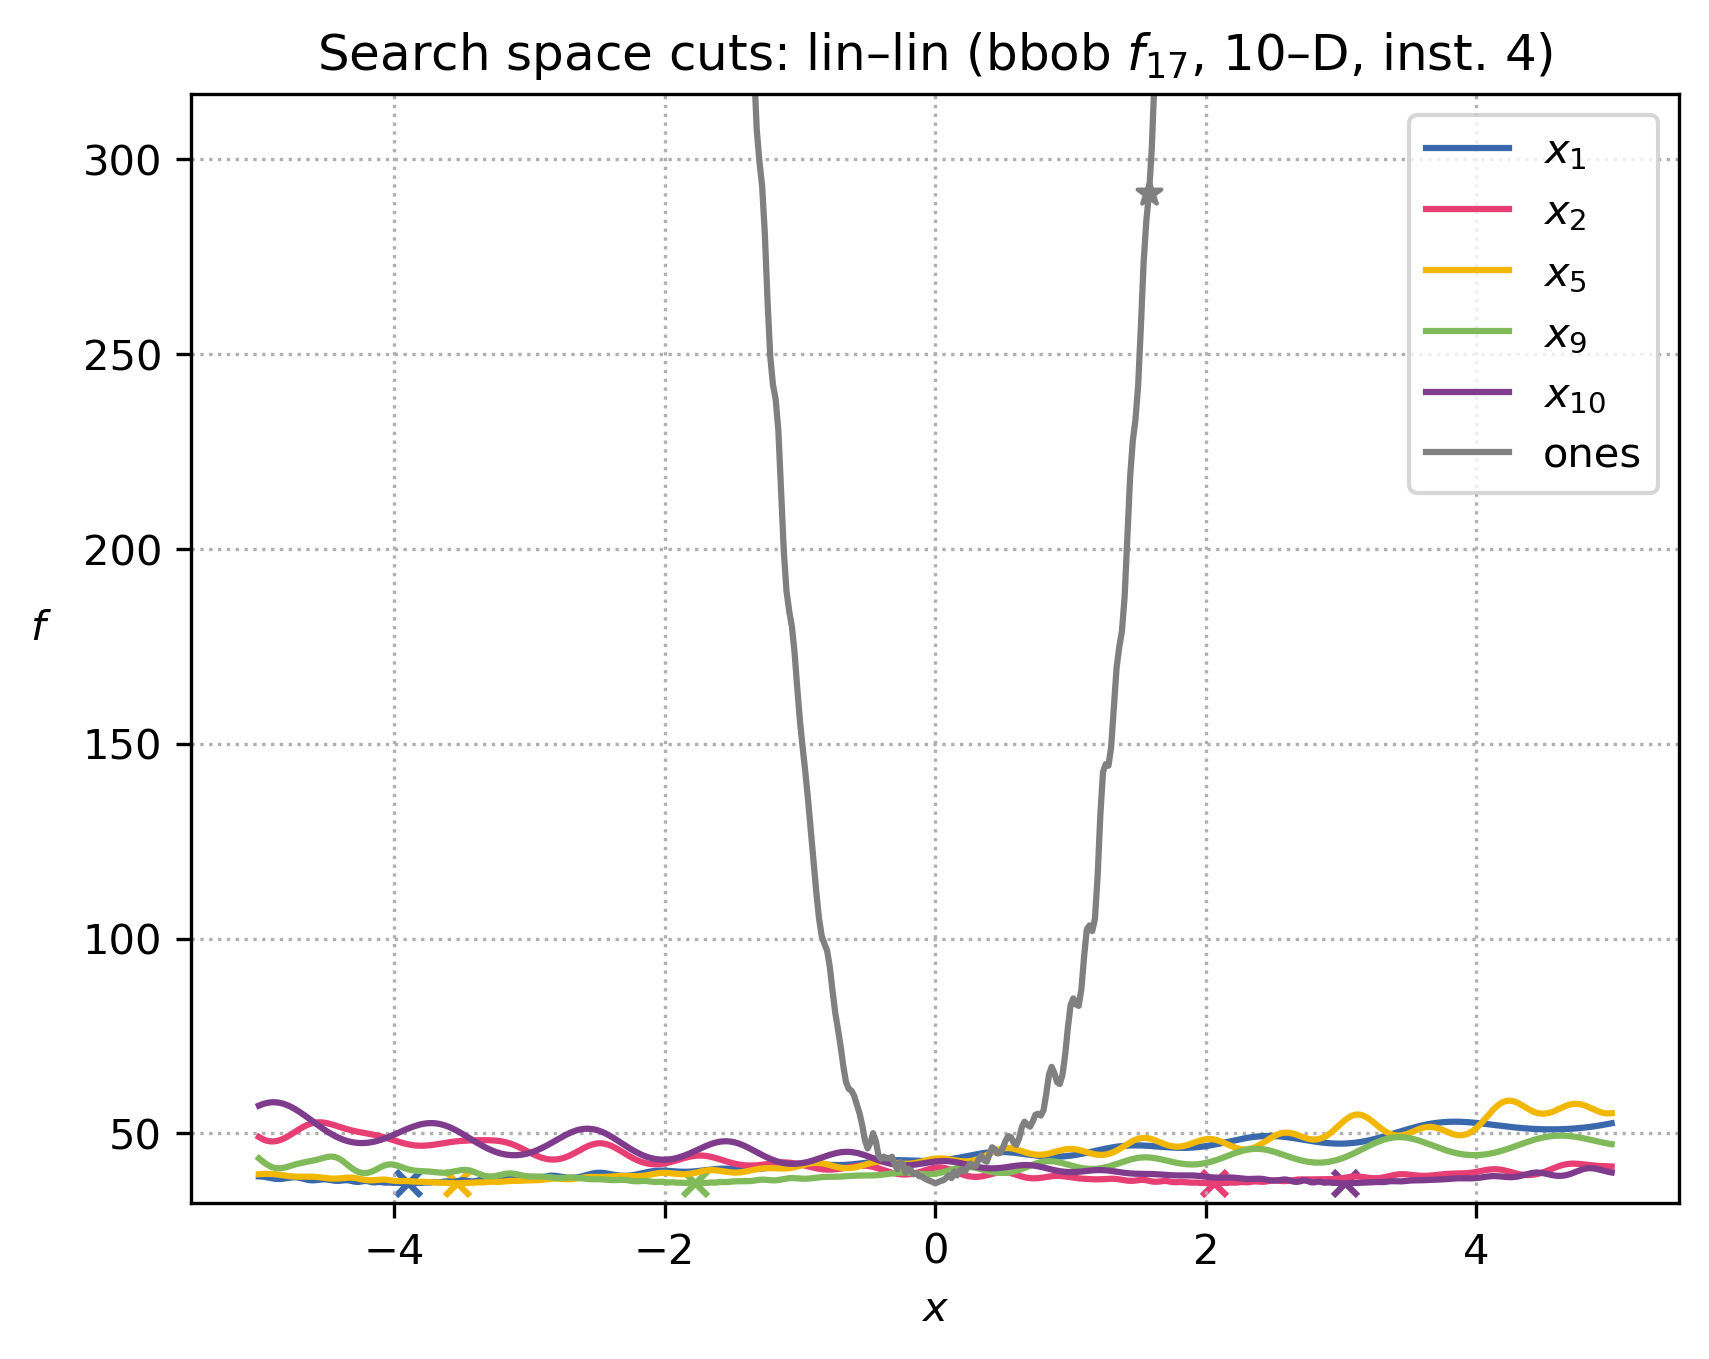 Search space cuts: lin–lin (bbob f17, 10–D, inst. 4)
300
250
200
150
100
50
f
−4
−2
0
2
4
x
x1
x2
x5
x9
x10
ones